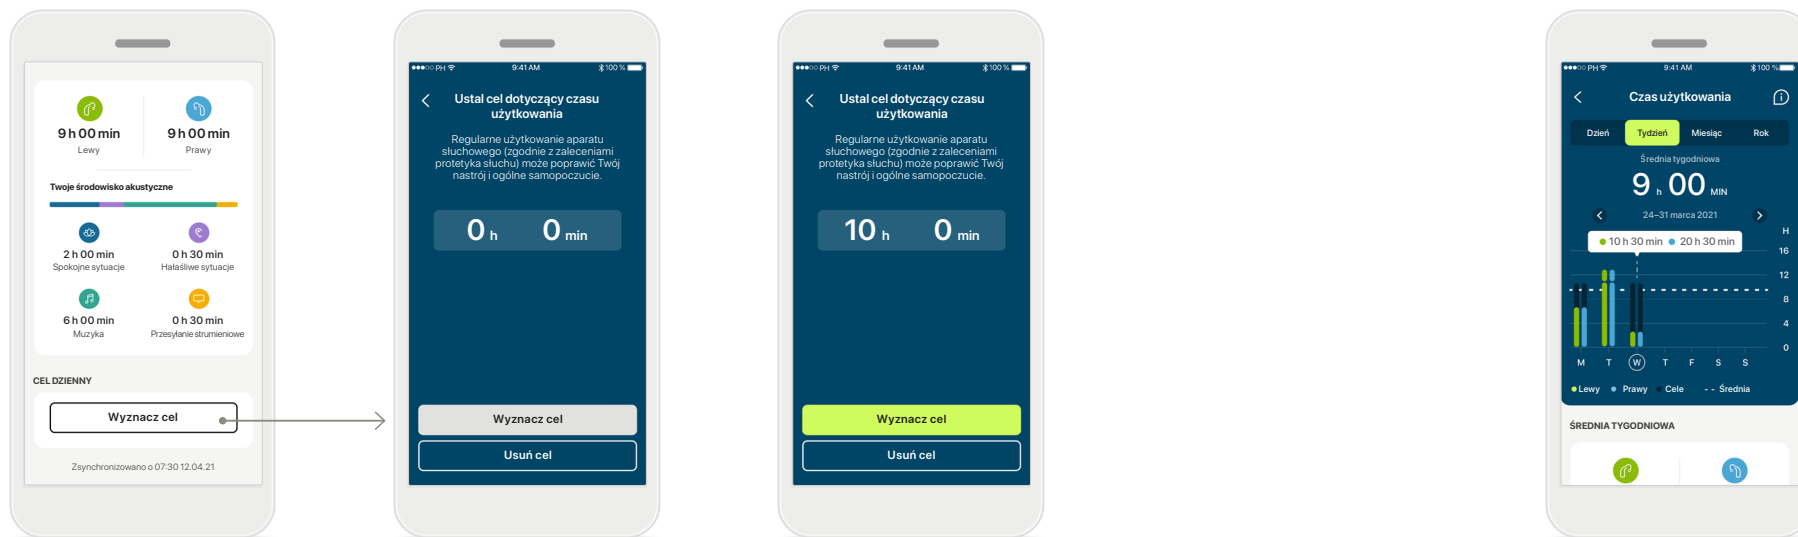 9 h 00 min
Lewy
9 h 00 min
Prawy
Twoje środowisko akustyczne
2 h 00 min
Spokojne sytuacje
0 h 30 min
Hałaśliwe sytuacje
6 h 00 min
Muzyka
0 h 30 min
Przesyłanie strumieniowe
CEL DZIENNY
Wyznacz cel
Zsynchronizowano o 07:30 12.04.21
PH 9:41 AM 100 %
Ustal cel dotyczący czasu
użytkowania
Regularne użytkowanie aparatu
słuchowego (zgodnie z zaleceniami
protetyka słuchu) może poprawić Twój
nastrój i ogólne samopoczucie.
0 h 0 min
Wyznacz cel
Usuń cel
PH 9:41 AM 100 %
Ustal cel dotyczący czasu
użytkowania
Regularne użytkowanie aparatu
słuchowego (zgodnie z zaleceniami
protetyka słuchu) może poprawić Twój
nastrój i ogólne samopoczucie.
10 h 0 min
Wyznacz cel
Usuń cel
PH 9:41 AM 100 %
Czas użytkowania
Dzień Tydzień Miesiąc Rok
Średnia tygodniowa
9 h 00 MIN
24–31 marca 2021
H
10 h 30 min 20 h 30 min
16
12
8
4
0
M T W T F S S
Lewy Prawy Cele - - Średnia
ŚREDNIA TYGODNIOWA